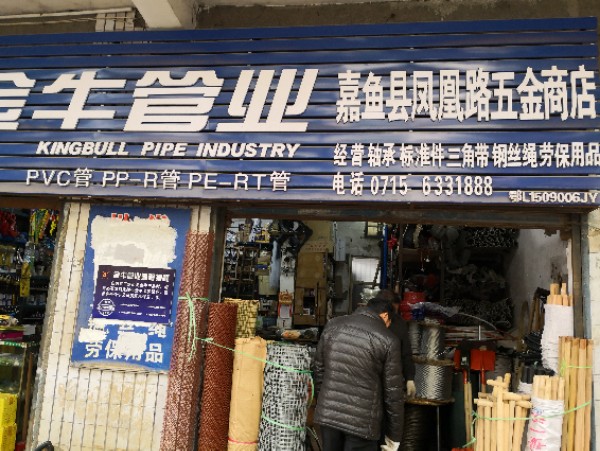 金牛管业
KINGBULL PIPE INDUSTRY
PVC管 PP-R管 PE-RT管
嘉鱼县凤凰路五金商店
经营 轴承 标准件 三角带 钢丝绳 劳保用品
电话 0715 6331888
鄂L1509006JY
丝绳
劳保用品